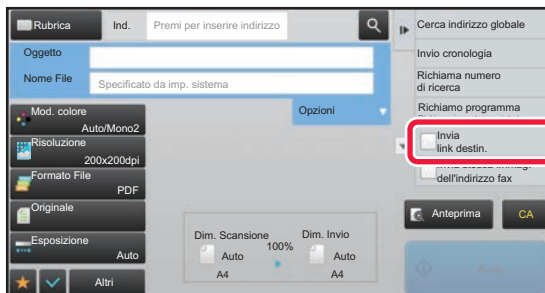 Rubrica
Ind.
Premi per inserire indirizzo
Cerca indirizzo globale
Oggetto
Invio cronologia
Nome File
Specificato da imp. sistema
Richiama numero
di ricerca
Mod. colore
Auto/Mono2
Opzioni
Richiamo programma
Risoluzione
200x200dpi
Invia
link destin.
Formato File
PDF
dell'indirizzo fax
Originale
Anteprima
CA
Esposizione
Auto
Dim. Scansione
100%
Dim. Invio
Auto
A4
Auto
A4
Altri
Avvio